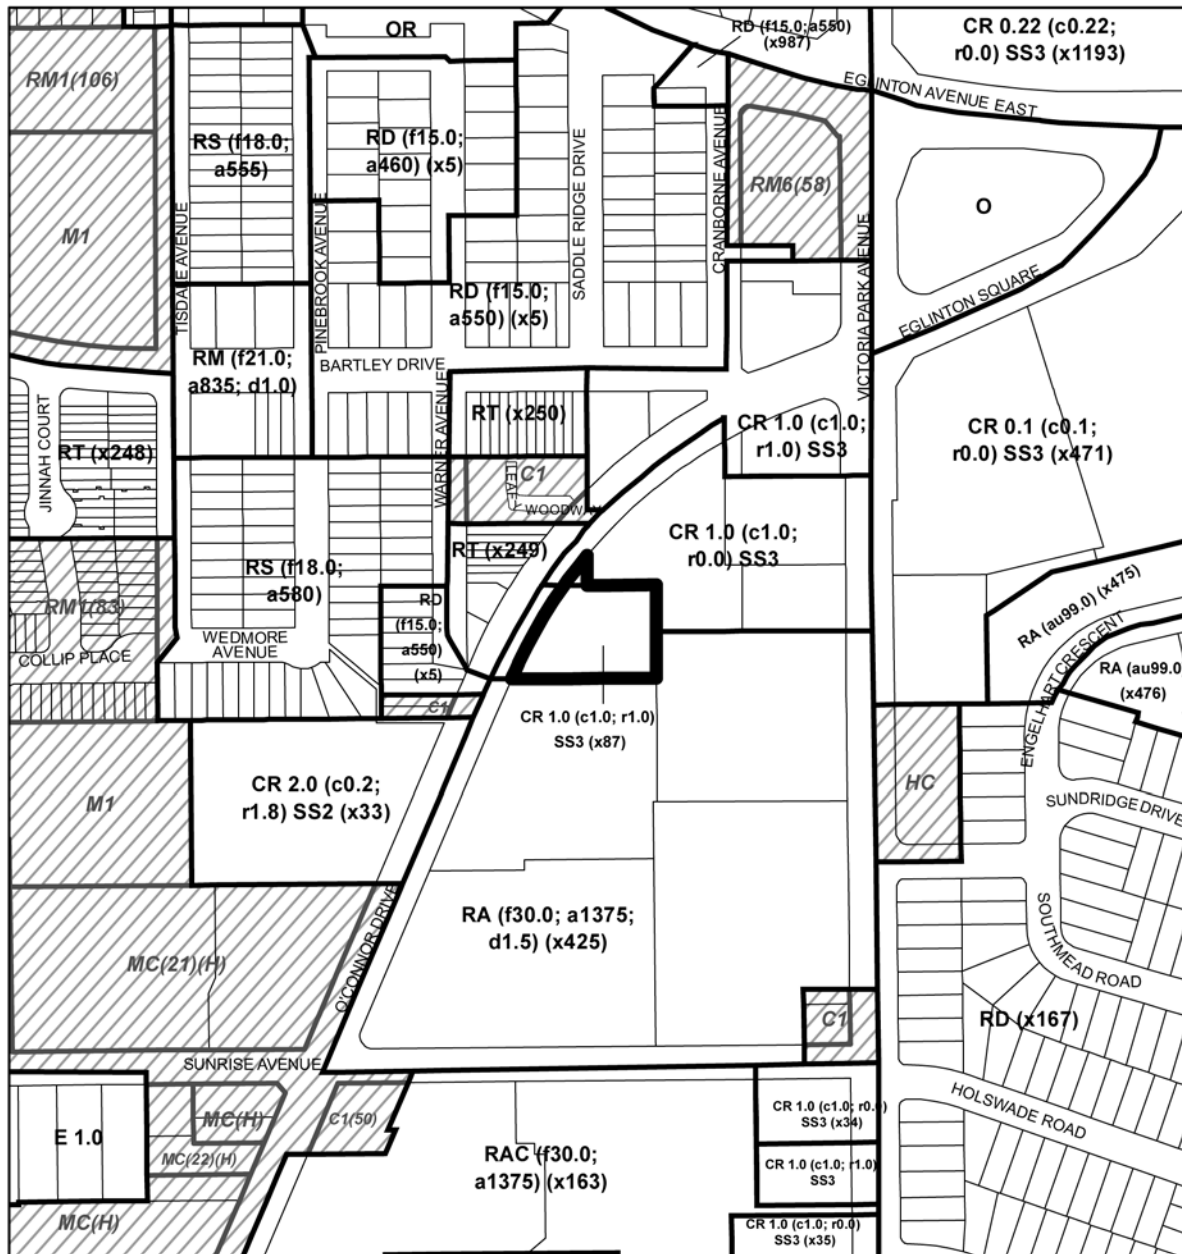 OR
RD (f15.0; a550)
(x987)
CR 0.22 (c0.22;
r0.0) SS3 (x1193)
RM1(106)
EGLINTON AVENUE EAST
RS (f18.0;
a555)
RD (f15.0;
a460) (x5)
SADDLE RIDGE DRIVE
CRANBORNE AVENUE
RM6(58)
O
M1
TISDALE AVENUE
PINEBROOK AVENUE
VICTORIA PARK AVENUE
EGLINTON SQUARE
RD (f15.0;
a550) (x5)
RM (f21.0;
a835; d1.0)
BARTLEY DRIVE
WARNER AVENUE
RT (x250)
CR 1.0 (c1.0;
r1.0) SS3
CR 0.1 (c0.1;
r0.0) SS3 (x471)
JINNAH COURT
RT (x248)
C1
LEAFY
WOODWAY
CR 1.0 (c1.0;
r0.0) SS3
RT (x249)
RS (f18.0;
a580)
RD
(f15.0;
a550)
(x5)
RM1(83)
RA (au99.0) (x475)
ENGELHART CRESCENT
RA (au99.0
(x476)
COLLIP PLACE
WEDMORE
AVENUE
C1
CR 1.0 (c1.0; r1.0)
SS3 (x87)
M1
CR 2.0 (c0.2;
r1.8) SS2 (x33)
HC
SUNDRIDGE DRIVE
RA (f30.0; a1375;
d1.5) (x425)
O'CONNOR DRIVE
MC(21)(H)
SOUTHMEAD ROAD
C1
RD (x167)
SUNRISE AVENUE
HOLSWADE ROAD
E 1.0
MC(H)
MC(22)(H)
MC(H)
C1(50)
RAC (f30.0;
a1375) (x163)
CR 1.0 (c1.0; r0.0)
SS3 (x34)
CR 1.0 (c1.0; r1.0)
SS3
CR 1.0 (c1.0; r0.0)
SS3 (x35)